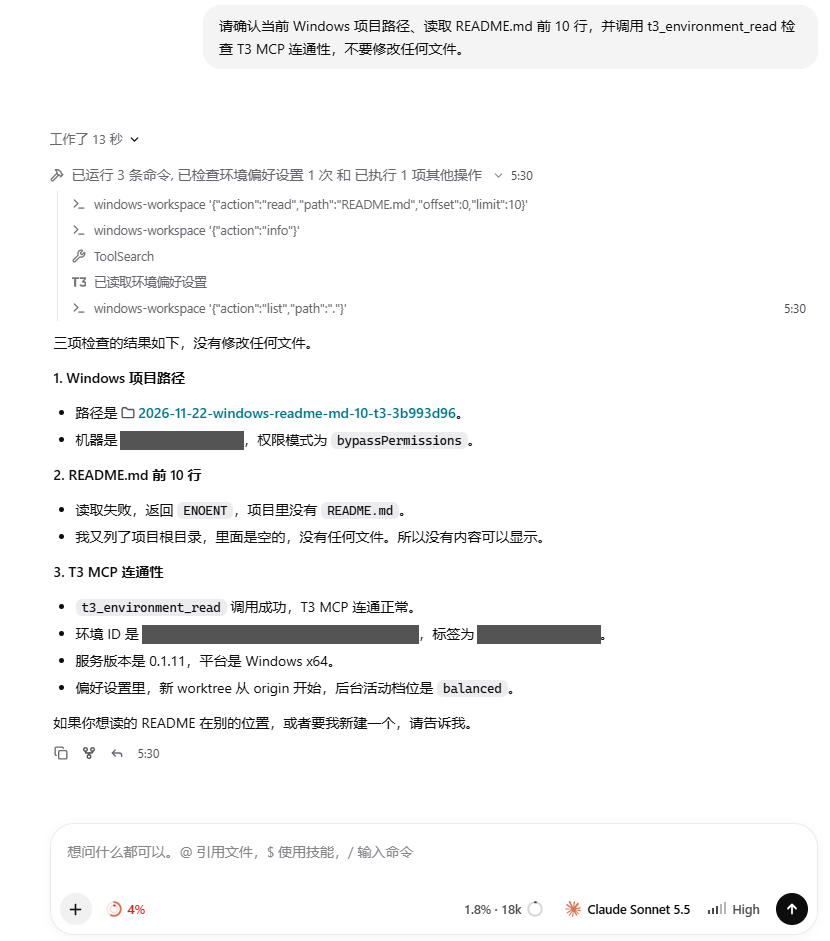 请确认当前 Windows 项目路径、读取 README.md 前 10 行，并调用 t3_environment_read 检
查 T3 MCP 连通性，不要修改任何文件。
工作了 13 秒
已运行 3 条命令, 已检查环境偏好设置 1 次 和 已执行 1 项其他操作 5:30
windows-workspace '{"action":"read","path":"README.md","offset":0,"limit":10}'
windows-workspace '{"action":"info"}'
ToolSearch
T3 已读取环境偏好设置
windows-workspace '{"action":"list","path":"."}' 5:30
三项检查的结果如下，没有修改任何文件。
1. Windows 项目路径
• 路径是 2026-11-22-windows-readme-md-10-t3-3b993d96。
• 机器是 ，权限模式为 bypassPermissions 。
2. README.md 前 10 行
• 读取失败，返回 ENOENT ，项目里没有 README.md 。
• 我又列了项目根目录，里面是空的，没有任何文件。所以没有内容可以显示。
3. T3 MCP 连通性
• t3_environment_read 调用成功，T3 MCP 连通正常。
• 环境 ID 是 ，标签为 。
• 服务版本是 0.1.11，平台是 Windows x64。
• 偏好设置里，新 worktree 从 origin 开始，后台活动档位是 balanced 。
如果你想读的 README 在别的位置，或者要我新建一个，请告诉我。
5:30
想问什么都可以。@ 引用文件，$ 使用技能，/ 输入命令
4% 1.8% · 18k Claude Sonnet 5.5 High